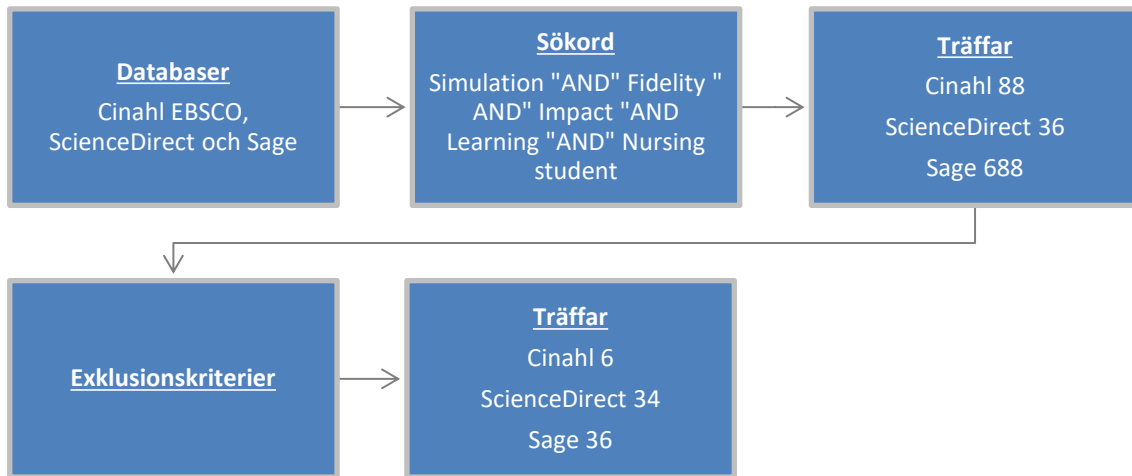 Databaser
Cinahl EBSCO,
ScienceDirect och Sage
Sökord
Simulation "AND" Fidelity "
AND" Impact "AND
Learning "AND" Nursing
student
Träffar
Cinahl 88
ScienceDirect 36
Sage 688
Exklusionskriterier
Träffar
Cinahl 6
ScienceDirect 34
Sage 36